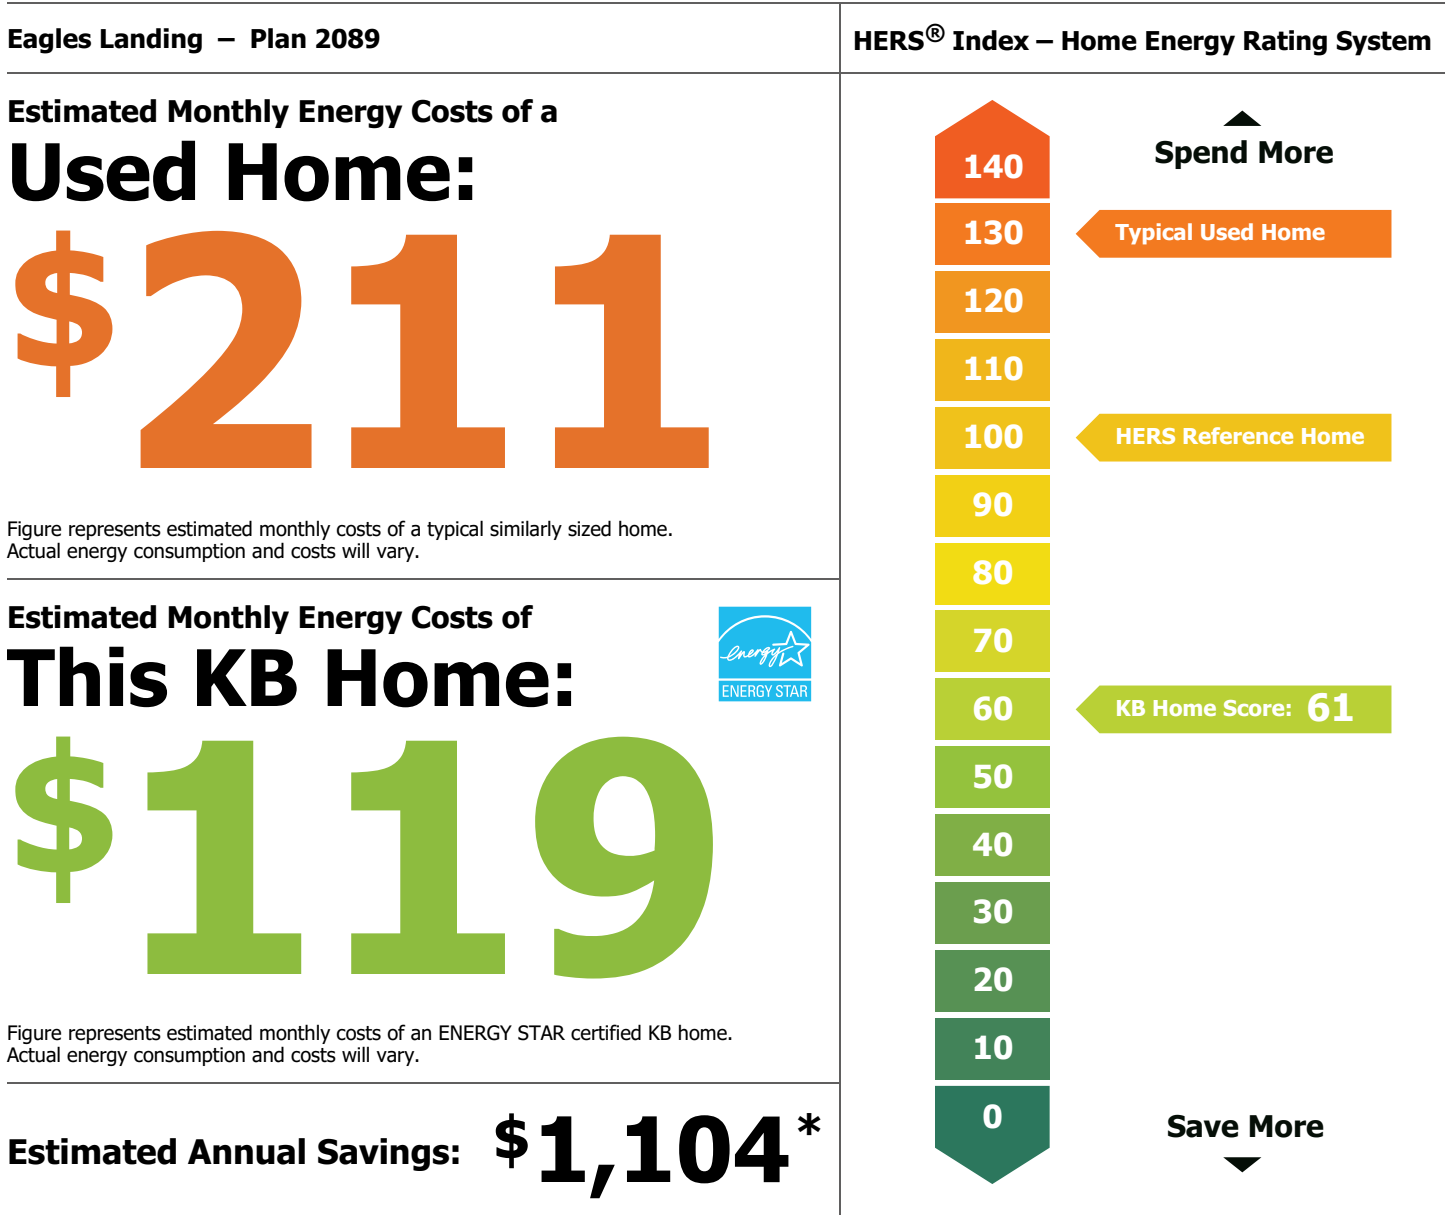 Eagles Landing – Plan 2089
Estimated Monthly Energy Costs of a
Used Home:
$211
Figure represents estimated monthly costs of a typical similarly sized home.
Actual energy consumption and costs will vary.
Estimated Monthly Energy Costs of
This KB Home:
energy
ENERGY STAR
$119
Figure represents estimated monthly costs of an ENERGY STAR certified KB home.
Actual energy consumption and costs will vary.
Estimated Annual Savings: $1,104*
HERS® Index – Home Energy Rating System
Spend More
140
130 Typical Used Home
120
110
100 HERS Reference Home
90
80
70
60 KB Home Score: 61
50
40
30
20
10
0
Save More